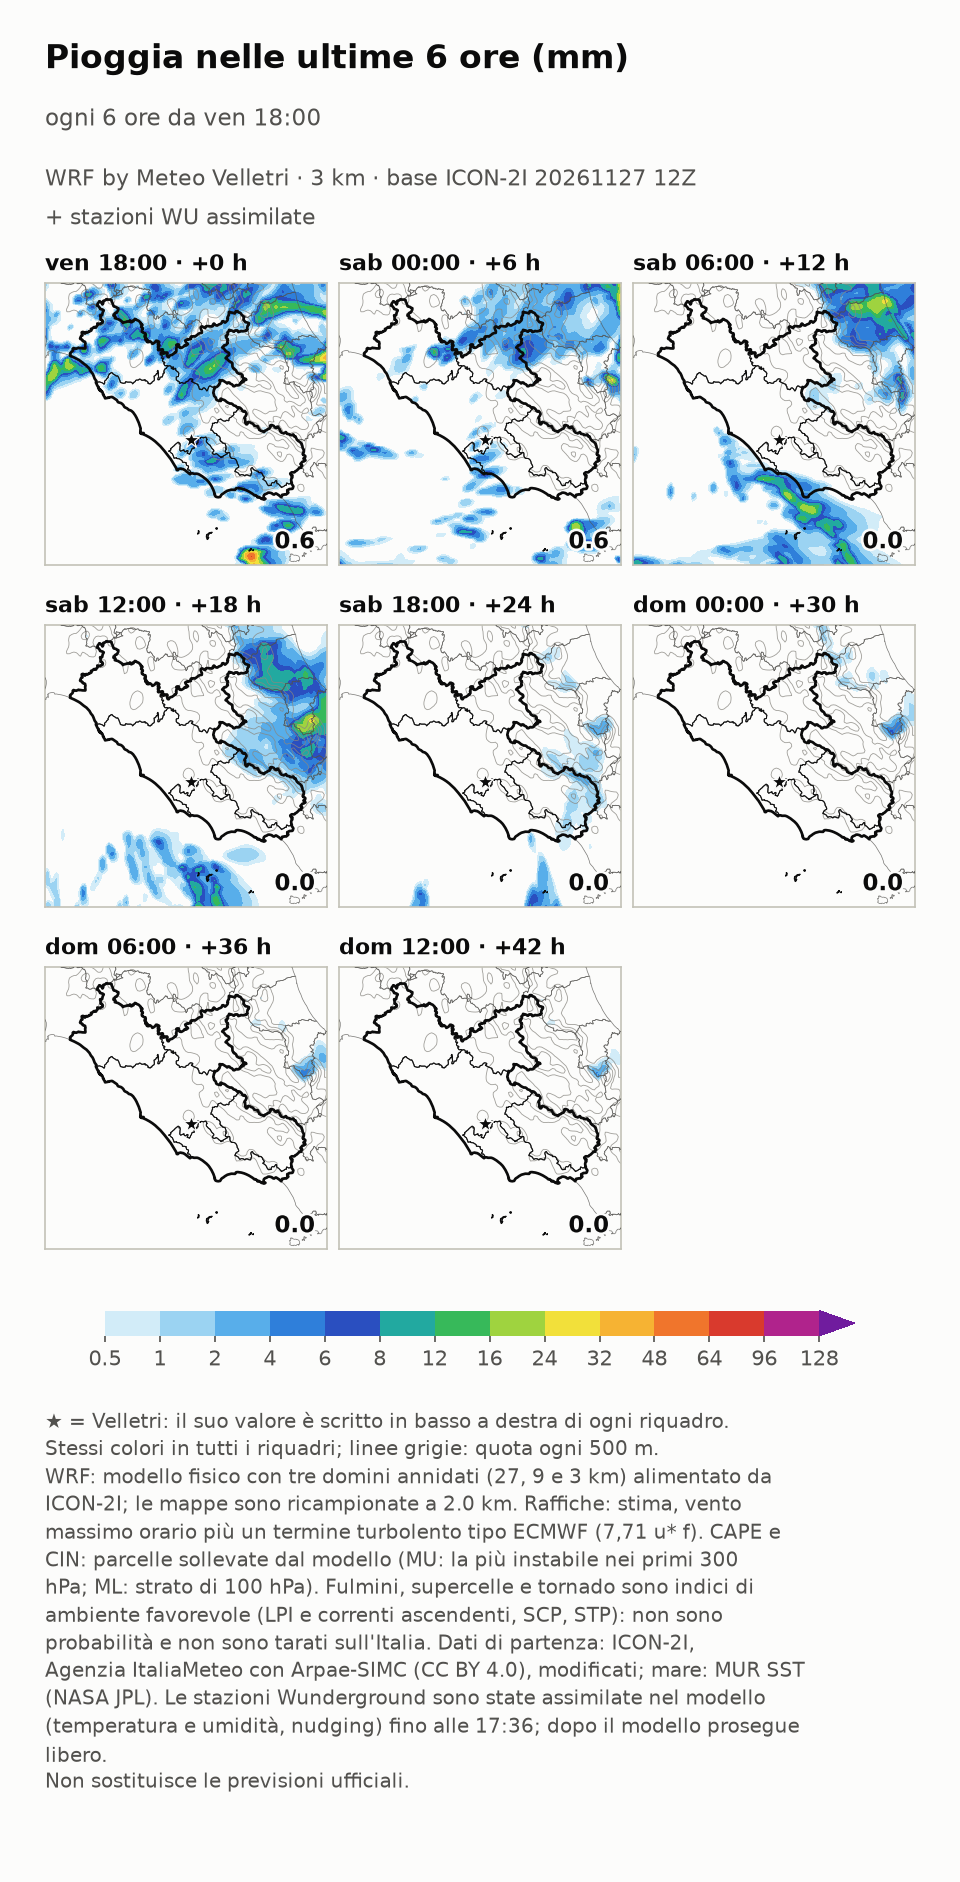 Pioggia nelle ultime 6 ore (mm)
ogni 6 ore da ven 18:00
WRF by Meteo Velletri · 3 km · base ICON-2I 20261127 12Z
+ stazioni WU assimilate
ven 18:00 · +0 h
sab 00:00 · +6 h
sab 06:00 · +12 h
0.6
0.6
0.0
sab 12:00 · +18 h
sab 18:00 · +24 h
dom 00:00 · +30 h
0.0
0.0
0.0
dom 06:00 · +36 h
dom 12:00 · +42 h
0.0
0.0
0.5 1 2 4 6 8 12 16 24 32 48 64 96 128
★ = Velletri: il suo valore è scritto in basso a destra di ogni riquadro.
Stessi colori in tutti i riquadri; linee grigie: quota ogni 500 m.
WRF: modello fisico con tre domini annidati (27, 9 e 3 km) alimentato da
ICON-2I; le mappe sono ricampionate a 2.0 km. Raffiche: stima, vento
massimo orario più un termine turbolento tipo ECMWF (7,71 u* f). CAPE e
CIN: parcelle sollevate dal modello (MU: la più instabile nei primi 300
hPa; ML: strato di 100 hPa). Fulmini, supercelle e tornado sono indici di
ambiente favorevole (LPI e correnti ascendenti, SCP, STP): non sono
probabilità e non sono tarati sull'Italia. Dati di partenza: ICON-2I,
Agenzia ItaliaMeteo con Arpae-SIMC (CC BY 4.0), modificati; mare: MUR SST
(NASA JPL). Le stazioni Wunderground sono state assimilate nel modello
(temperatura e umidità, nudging) fino alle 17:36; dopo il modello prosegue
libero.
Non sostituisce le previsioni ufficiali.